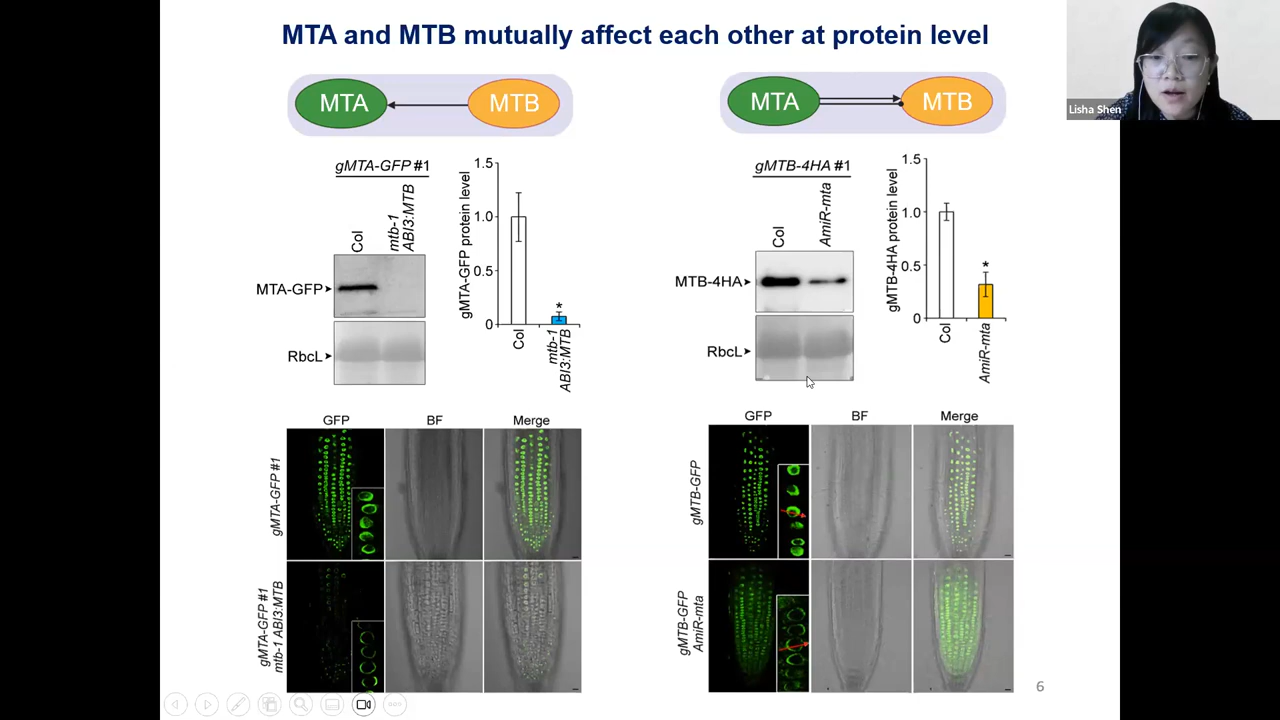 MTA and MTB mutually affect each other at protein level
Lisha Shen
MTA
MTB
MTA
MTB
gMTA-GFP #1
Col
mtb-1
ABI3:MTB
MTA-GFP
RbcL
gMTA-GFP protein level
1.5
1.0
0.5
0
*
Col
mtb-1
ABI3:MTB
gMTB-4HA #1
Col
AmiR-mta
MTB-4HA
RbcL
gMTB-4HA protein level
1.5
1.0
0.5
0
*
Col
AmiR-mta
GFP
BF
Merge
gMTA-GFP #1
gMTA-GFP #1
mtb-1 ABI3:MTB
GFP
BF
Merge
gMTB-GFP
gMTB-GFP
AmiR-mta
6